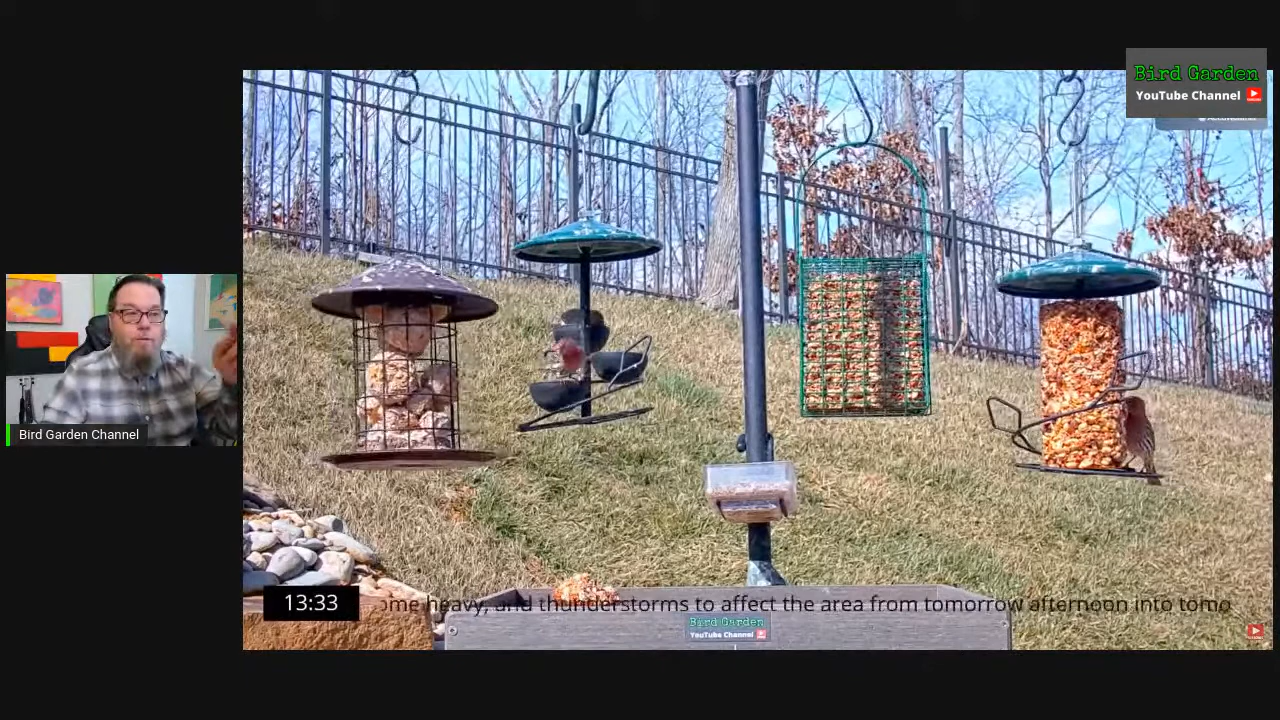 Bird Garden
YouTube Channel
Bird Garden Channel
13:33
heavy, and thunderstorms to affect the area from tomorrow afternoon into tomo
Bird Garden
YouTube Channel